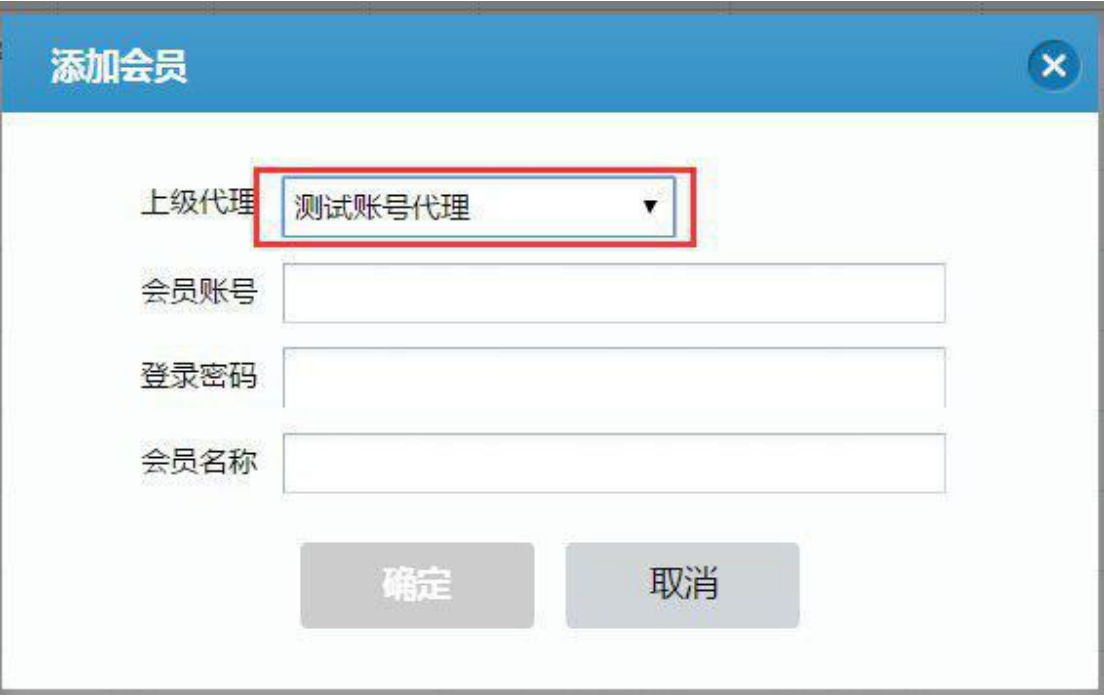 添加会员
上级代理 测试账号代理
会员账号
登录密码
会员名称
确定 取消